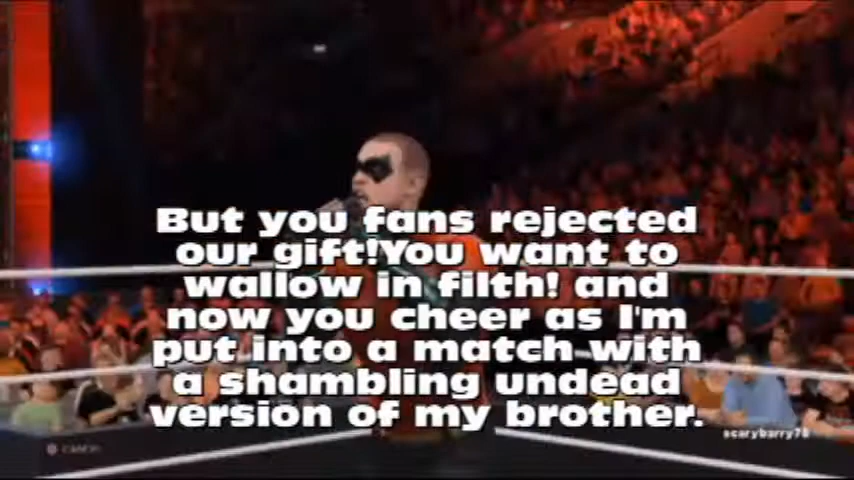 But you fans rejected
our gift!You want to
wallow in filth! and
now you cheer as I'm
put into a match with
a shambling undead
version of my brother.
scarybarry78
CANCEL